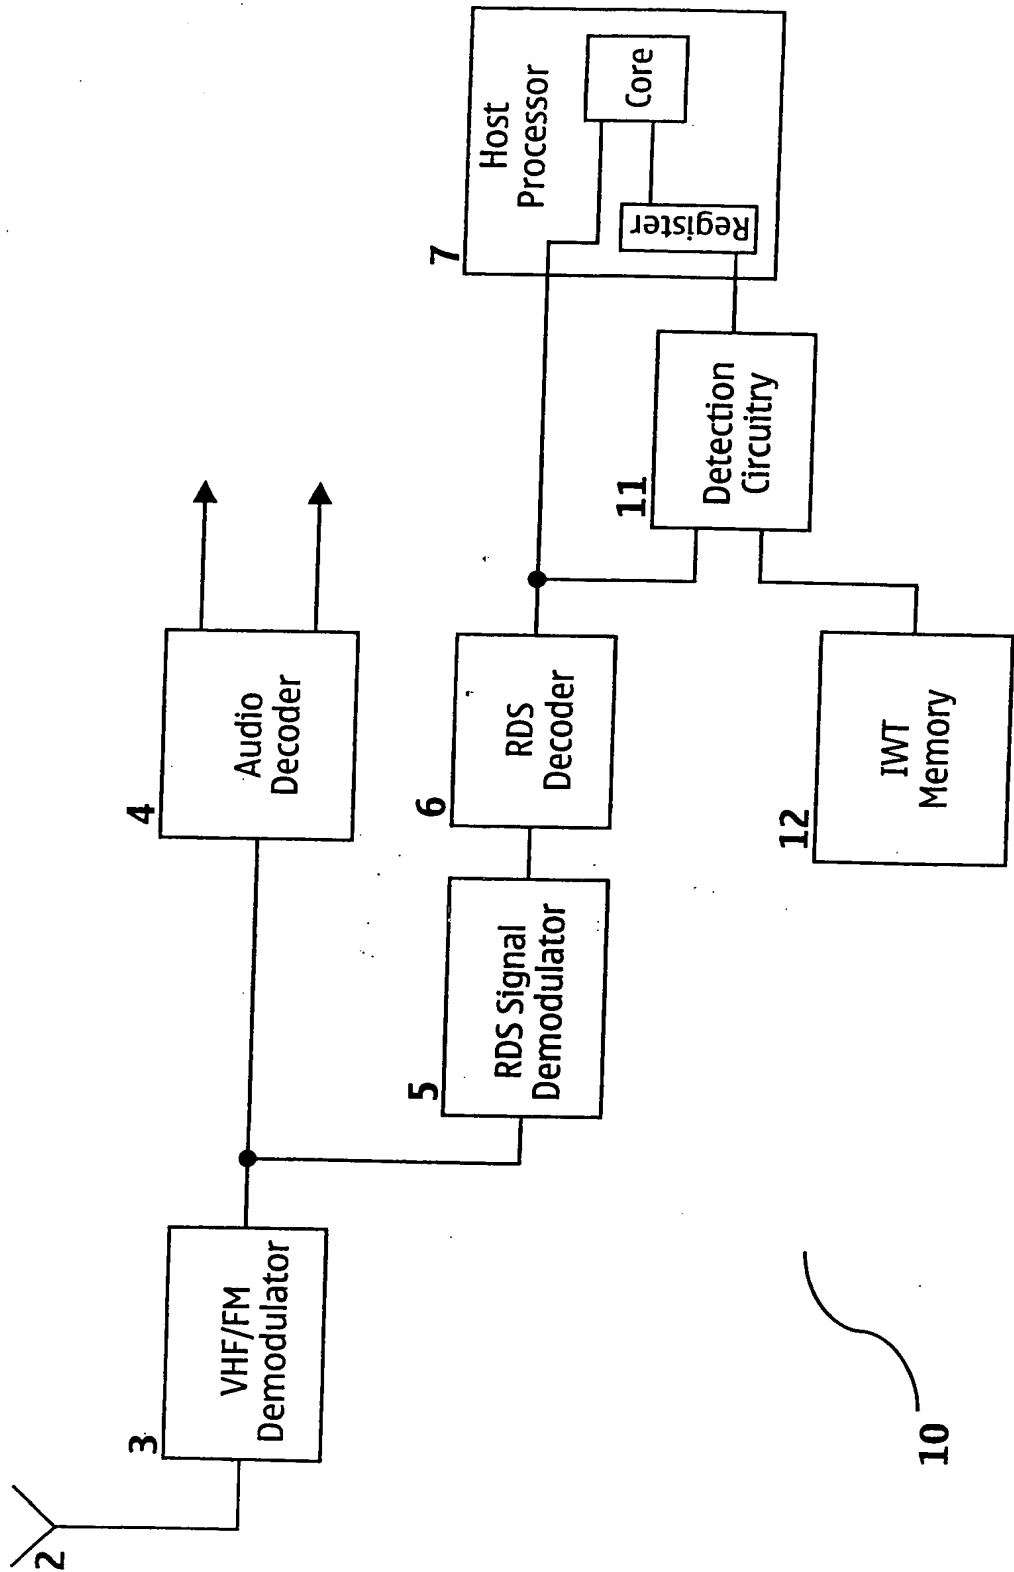 2
3
VHF/FM
Demodulator
4
Audio
Decoder
5
RDS Signal
Demodulator
6
RDS
Decoder
7
Host
Processor
Core
Register
11
Detection
Circuitry
12
IWT
Memory
10